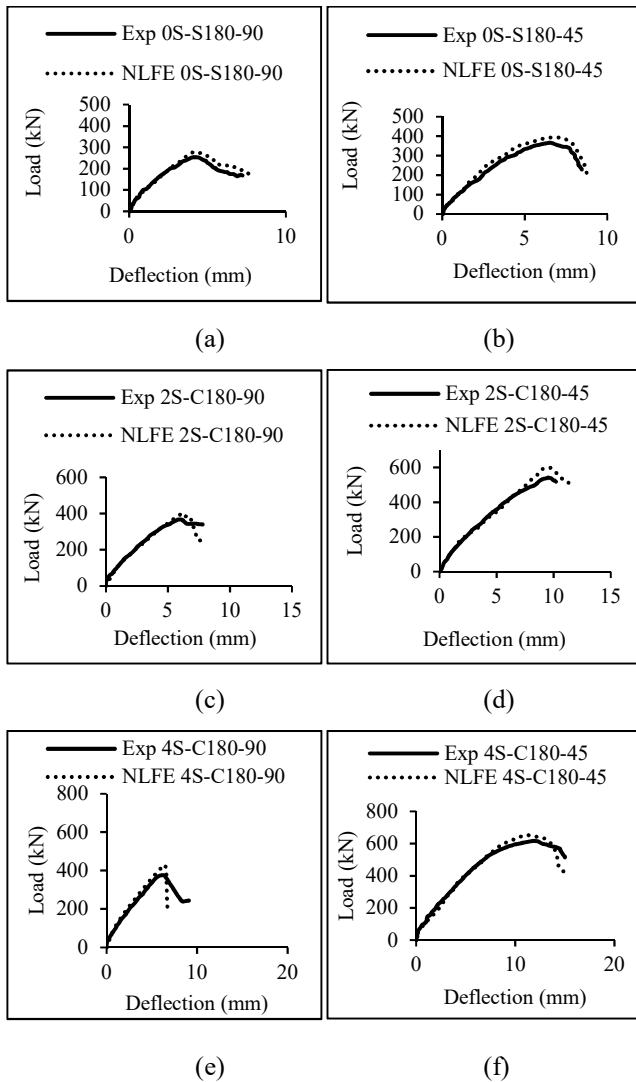 Exp 0S-S180-90
NLFE 0S-S180-90
Load (kN)
500
400
300
200
100
0
0
10
Deflection (mm)
(a)
Exp 0S-S180-45
NLFE 0S-S180-45
Load (kN)
500
400
300
200
100
0
0
5
10
Deflection (mm)
(b)
Exp 2S-C180-90
NLFE 2S-C180-90
Load (kN)
600
400
200
0
0
5
10
15
Deflection (mm)
(c)
Exp 2S-C180-45
NLFE 2S-C180-45
Load (kN)
600
400
200
0
0
5
10
15
Deflection (mm)
(d)
Exp 4S-C180-90
NLFE 4S-C180-90
Load (kN)
800
600
400
200
0
0
10
20
Deflection (mm)
(e)
Exp 4S-C180-45
NLFE 4S-C180-45
Load (kN)
800
600
400
200
0
0
10
20
Deflection (mm)
(f)